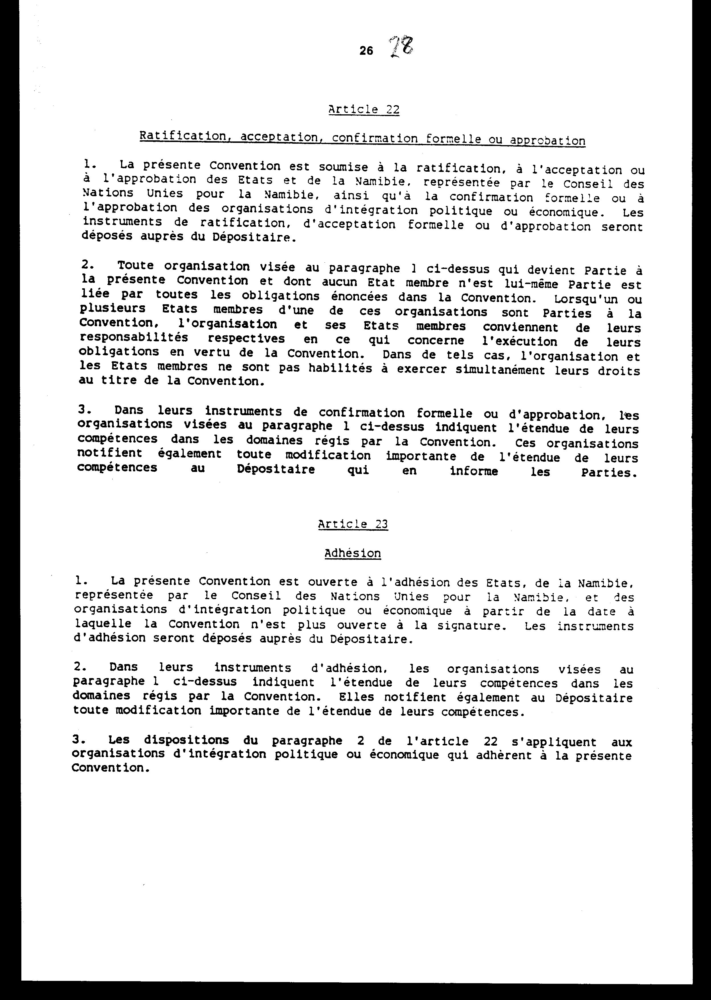 26 28
Article 22
Ratification, acceptation, confirmation formelle ou approbation
1. La présente Convention est soumise à la ratification, à l'acceptation ou
à l'approbation des Etats et de la Namibie, représentée par le Conseil des
Nations Unies pour la Namibie, ainsi qu'à la confirmation formelle ou à
l'approbation des organisations d'intégration politique ou économique. Les
instruments de ratification, d'acceptation formelle ou d'approbation seront
déposés auprès du Dépositaire.
2. Toute organisation visée au paragraphe 1 ci-dessus qui devient Partie à
la présente Convention et dont aucun Etat membre n'est lui-même Partie est
liée par toutes les obligations énoncées dans la Convention. Lorsqu'un ou
plusieurs Etats membres d'une de ces organisations sont Parties à la
Convention, l'organisation et ses Etats membres conviennent de leurs
responsabilités respectives en ce qui concerne l'exécution de leurs
obligations en vertu de la Convention. Dans de tels cas, l'organisation et
les Etats membres ne sont pas habilités à exercer simultanément leurs droits
au titre de la Convention.
3. Dans leurs instruments de confirmation formelle ou d'approbation, les
organisations visées au paragraphe 1 ci-dessus indiquent l'étendue de leurs
compétences dans les domaines régis par la Convention. Ces organisations
notifient également toute modification importante de l'étendue de leurs
compétences au Dépositaire qui en informe les Parties.
Article 23
Adhésion
1. La présente Convention est ouverte à l'adhésion des Etats, de la Namibie,
représentée par le Conseil des Nations Unies pour la Namibie, et des
organisations d'intégration politique ou économique à partir de la date à
laquelle la Convention n'est plus ouverte à la signature. Les instruments
d'adhésion seront déposés auprès du Dépositaire.
2. Dans leurs instruments d'adhésion, les organisations visées au
paragraphe 1 ci-dessus indiquent l'étendue de leurs compétences dans les
domaines régis par la Convention. Elles notifient également au Dépositaire
toute modification importante de l'étendue de leurs compétences.
3. Les dispositions du paragraphe 2 de l'article 22 s'appliquent aux
organisations d'intégration politique ou économique qui adhèrent à la présente
Convention.